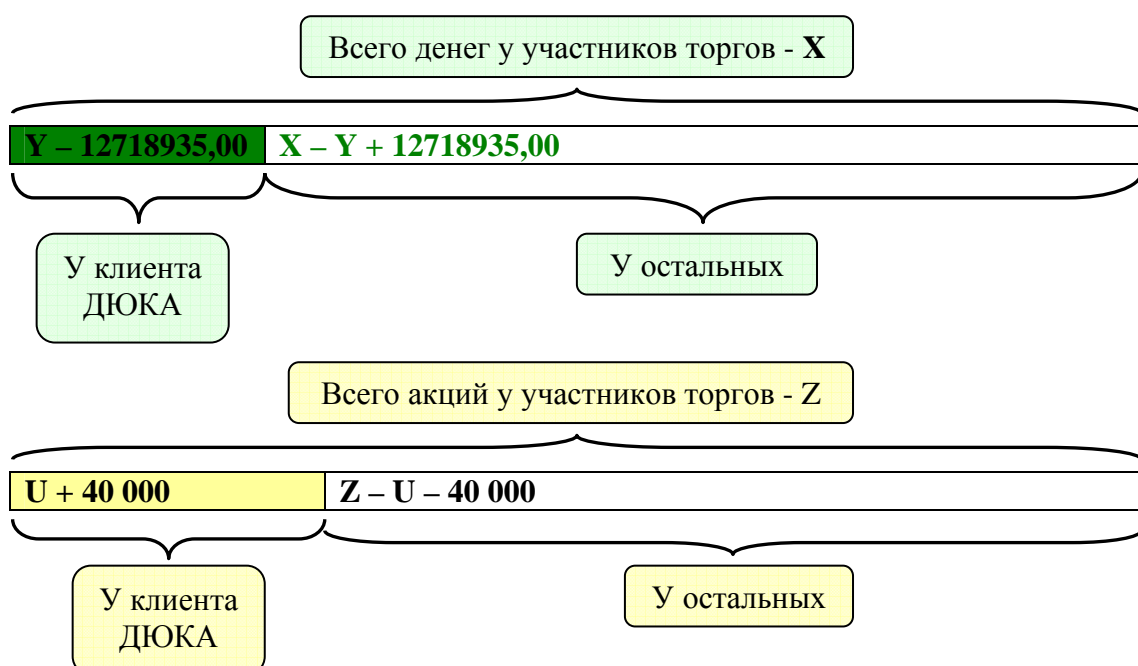 Всего денег у участников торгов - X
Y – 12718935,00 X – Y + 12718935,00
У клиента
ДЮКА
У остальных
Всего акций у участников торгов - Z
U + 40 000 Z – U – 40 000
У клиента
ДЮКА
У остальных